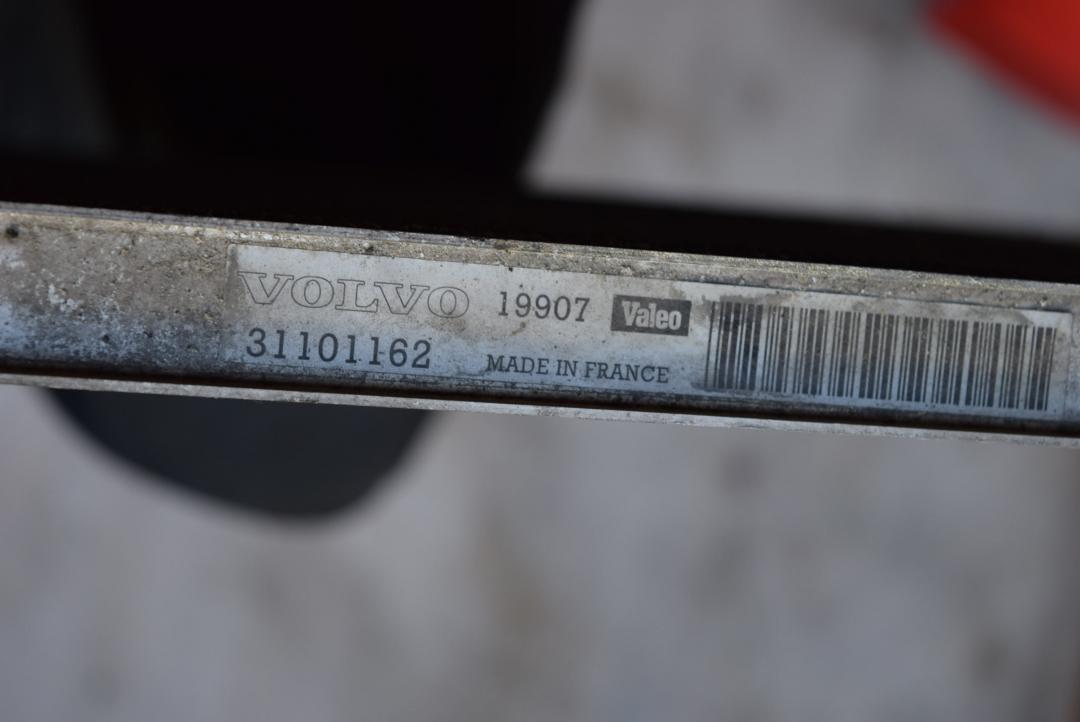 VOLVO 19907 Valeo
31101162 MADE IN FRANCE